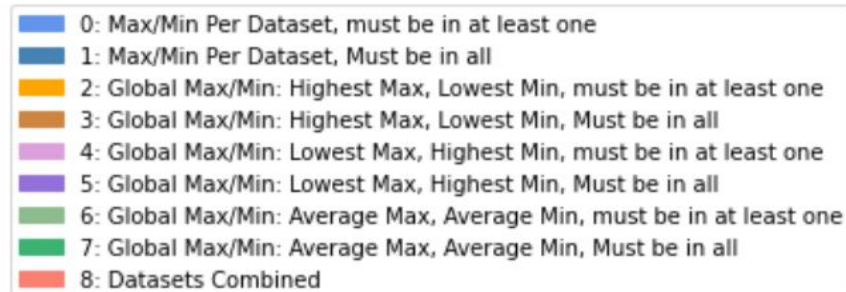 0: Max/Min Per Dataset, must be in at least one
1: Max/Min Per Dataset, Must be in all
2: Global Max/Min: Highest Max, Lowest Min, must be in at least one
3: Global Max/Min: Highest Max, Lowest Min, Must be in all
4: Global Max/Min: Lowest Max, Highest Min, must be in at least one
5: Global Max/Min: Lowest Max, Highest Min, Must be in all
6: Global Max/Min: Average Max, Average Min, must be in at least one
7: Global Max/Min: Average Max, Average Min, Must be in all
8: Datasets Combined